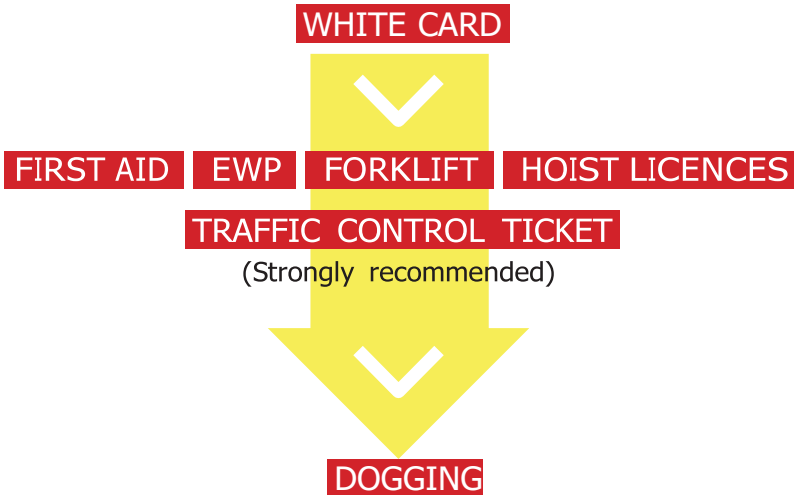 WHITE CARD
FIRST AID EWP FORKLIFT HOIST LICENCES
TRAFFIC CONTROL TICKET
(Strongly recommended)
DOGGING